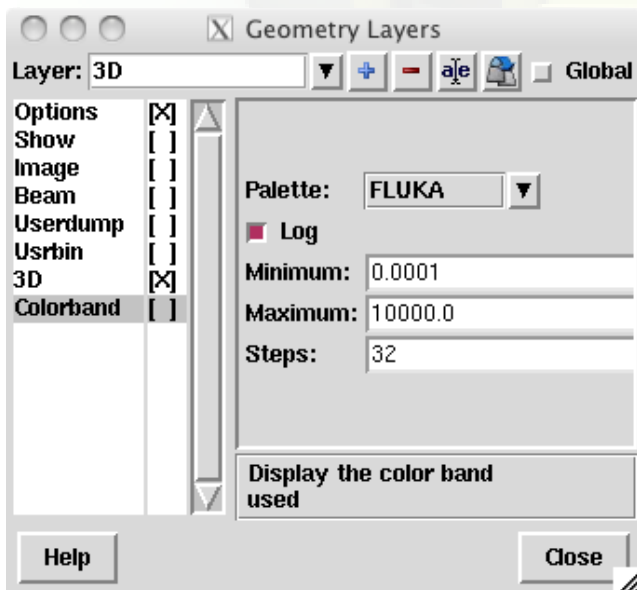 X Geometry Layers
Layer: 3D ▼ + - a|e Global
Options [X]
Show [ ]
Image [ ]
Beam [ ]
Userdump [ ]
Usrbin [ ]
3D [X]
Colorband [ ]
Palette: FLUKA ▼
Log
Minimum: 0.0001
Maximum: 10000.0
Steps: 32
Display the color band
used
Help Close